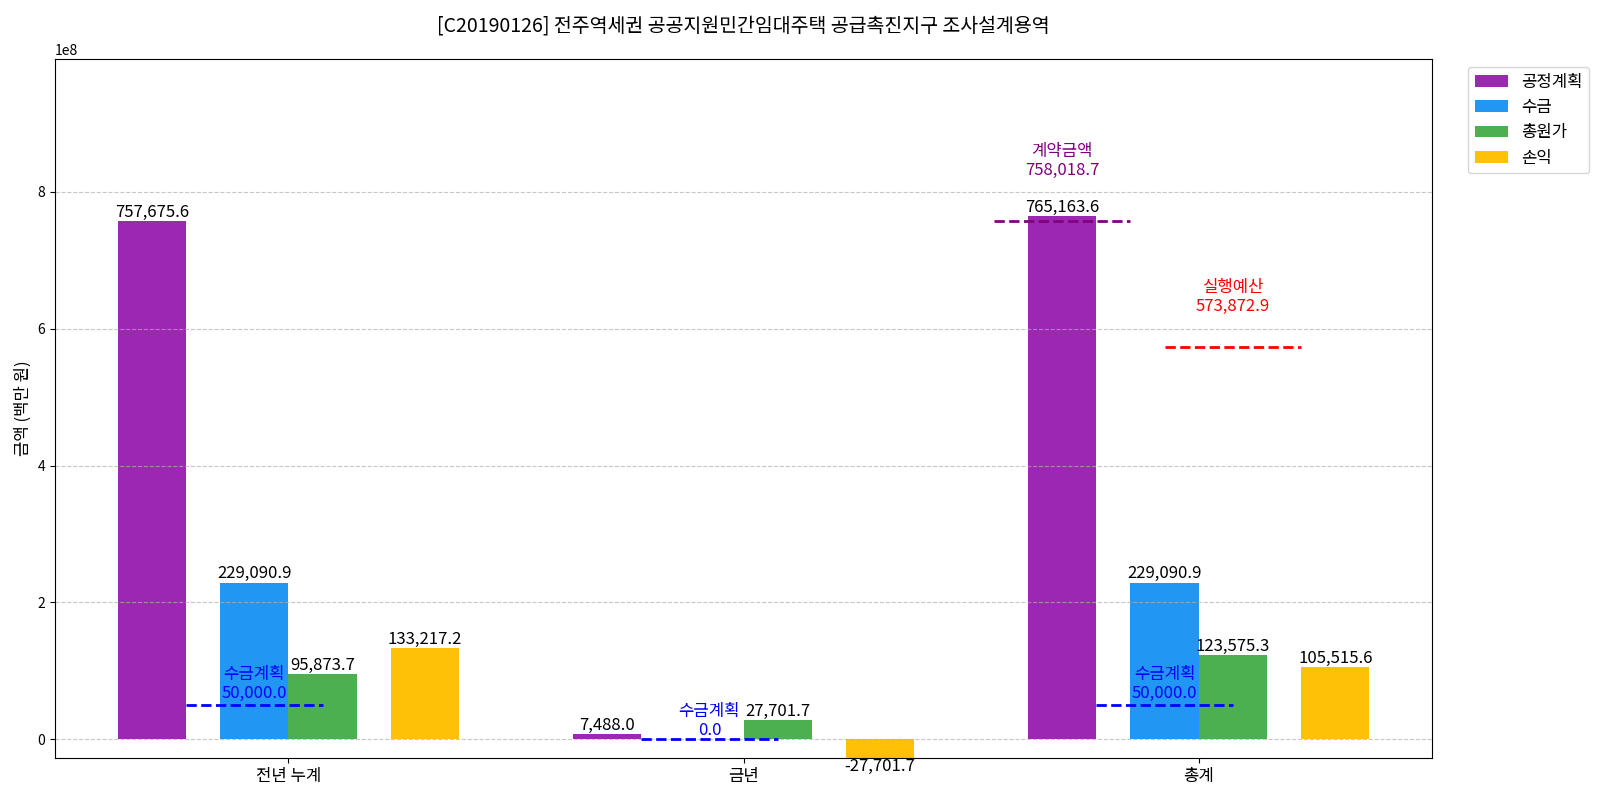 [C20190126] 전주역세권 공공지원민간임대주택 공급촉진지구 조사설계용역
1e8
공정계획
수금
총원가
손익
금액 (백만 원)
8
6
4
2
0
계약금액
758,018.7
757,675.6
765,163.6
실행예산
573,872.9
229,090.9
229,090.9
133,217.2
123,575.3
95,873.7
105,515.6
수금계획
50,000.0
수금계획
50,000.0
수금계획
0.0
27,701.7
7,488.0
-27,701.7
전년 누계
금년
총계